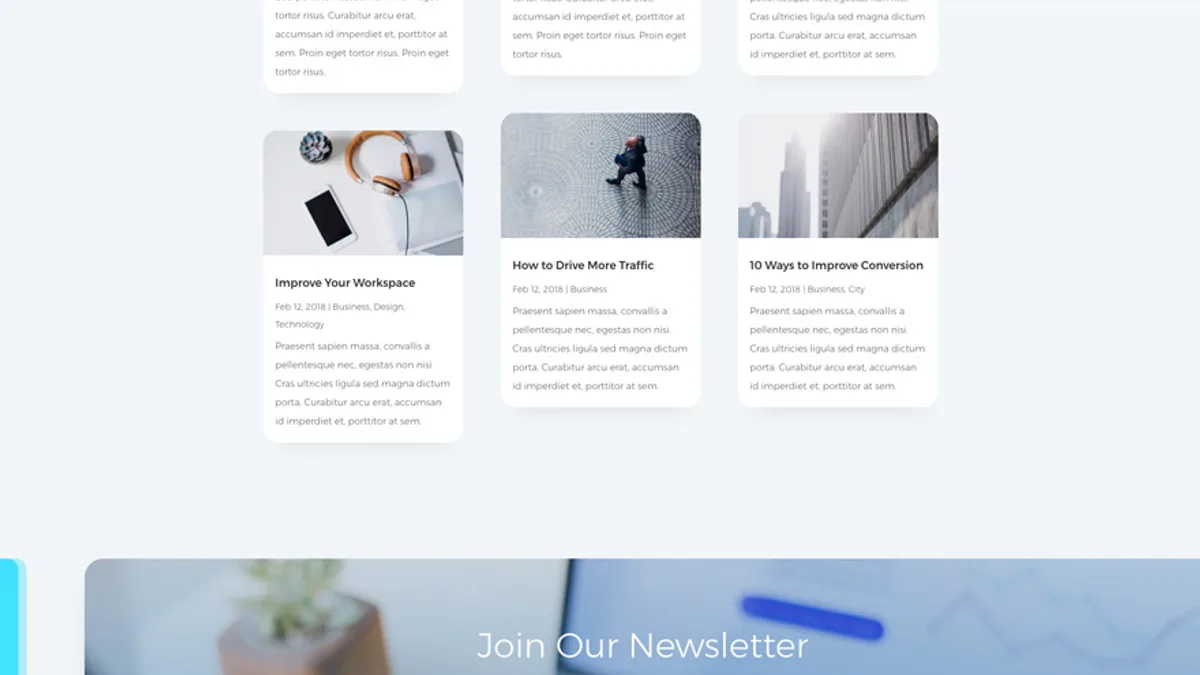 tortor risus. Curabitur arcu erat,
accumsan id imperdiet et, porttitor at
sem. Proin eget tortor risus. Proin eget
tortor risus.
accumsan id imperdiet et, porttitor at
sem. Proin eget tortor risus. Proin eget
tortor risus.
Cras ultricies ligula sed magna dictum
porta. Curabitur arcu erat, accumsan
id imperdiet et, porttitor at sem.
Improve Your Workspace
Feb 12, 2018 | Business, Design,
Technology
Praesent sapien massa, convallis a
pellentesque nec, egestas non nisi.
Cras ultricies ligula sed magna dictum
porta. Curabitur arcu erat, accumsan
id imperdiet et, porttitor at sem.
How to Drive More Traffic
Feb 12, 2018 | Business
Praesent sapien massa, convallis a
pellentesque nec, egestas non nisi.
Cras ultricies ligula sed magna dictum
porta. Curabitur arcu erat, accumsan
id imperdiet et, porttitor at sem.
10 Ways to Improve Conversion
Feb 12, 2018 | Business, City
Praesent sapien massa, convallis a
pellentesque nec, egestas non nisi.
Cras ultricies ligula sed magna dictum
porta. Curabitur arcu erat, accumsan
id imperdiet et, porttitor at sem.
Join Our Newsletter